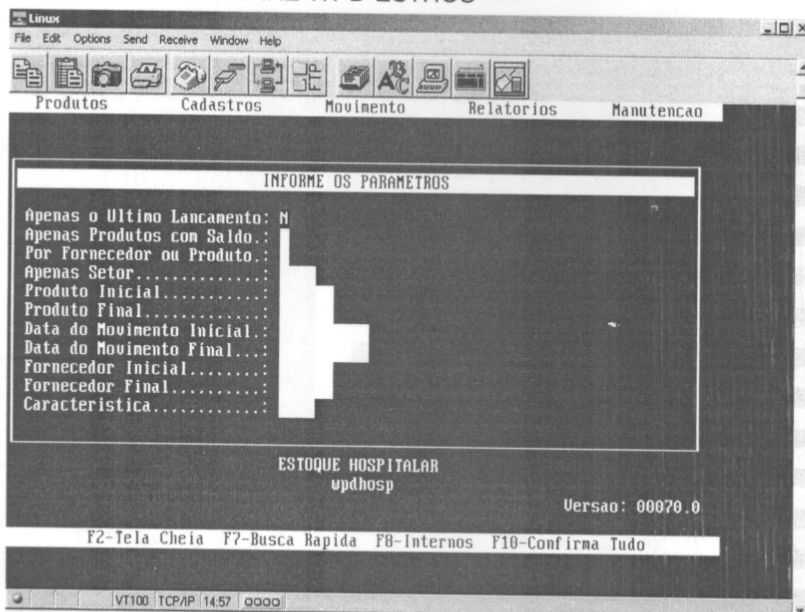 Linux
File Edit Options Send Receive Window Help
Produtos Cadastros Movimento Relatorios Manutencao
INFORME OS PARAMETROS
Apenas o Ultimo Lancamento: N
Apenas Produtos com Saldo.:
Por Fornecedor ou Produto.:
Apenas Setor..............:
Produto Inicial...........:
Produto Final.............:
Data do Movimento Inicial.:
Data do Movimento Final...:
Fornecedor Inicial........:
Fornecedor Final..........:
Caracteristica............:
ESTOQUE HOSPITALAR
wpdhosp
Versao: 00070.0
F2-Tela Cheia F7-Busca Rapida F8-Internos F10-Confirma Tudo
VT100 TCP/IP 14:57